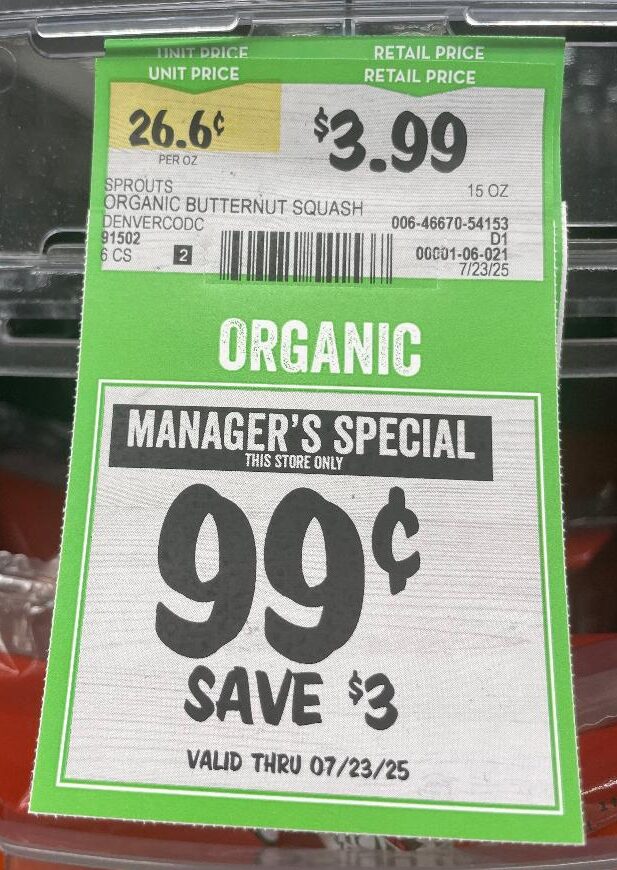 UNIT PRICE RETAIL PRICE
UNIT PRICE RETAIL PRICE
26.6¢ $3.99
PER OZ
SPROUTS 15 OZ
ORGANIC BUTTERNUT SQUASH
DENVERCODC 006-46670-54153
91502 D1
6 CS 2 00001-06-021
7/23/25
ORGANIC
MANAGER'S SPECIAL
THIS STORE ONLY
99¢
SAVE $3
VALID THRU 07/23/25